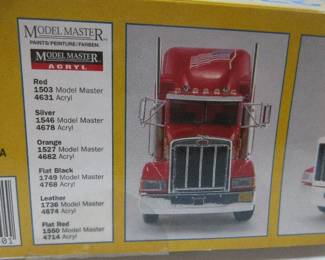 MODEL MASTER
PAINTS/PEINTURE/FARBEN
MODEL MASTER
ACRYL
Red
1503 Model Master
4631 Acryl
Silver
1546 Model Master
4678 Acryl
Orange
1527 Model Master
4682 Acryl
Flat Black
1749 Model Master
4768 Acryl
Leather
1736 Model Master
4674 Acryl
Flat Red
1550 Model Master
4714 Acryl
A
01